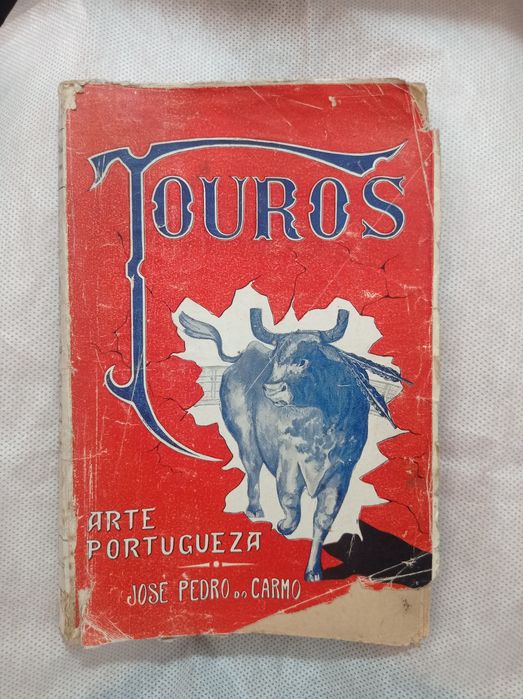 TOUROS
ARTE
PORTUGUEZA
JOSÉ PEDRO DO CARMO